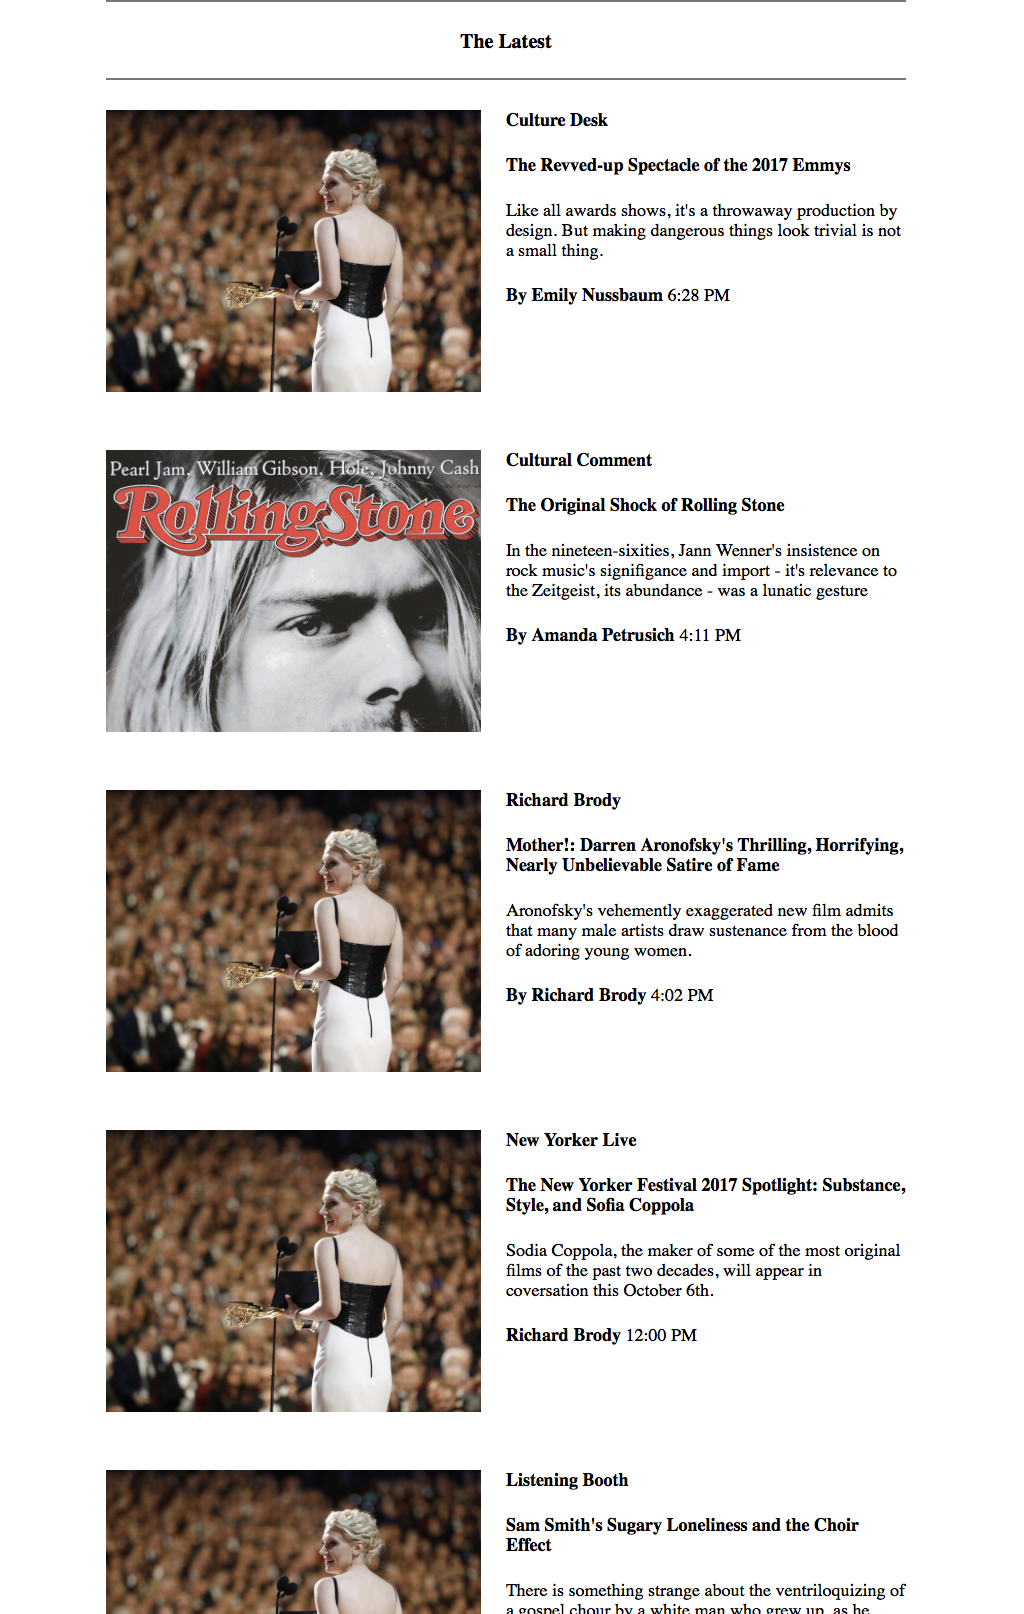 The Latest
Culture Desk
The Revved-up Spectacle of the 2017 Emmys
Like all awards shows, it's a throwaway production by
design. But making dangerous things look trivial is not
a small thing.
By Emily Nussbaum 6:28 PM
Pearl Jam, William Gibson, Hole, Johnny Cash
RollingStone
Cultural Comment
The Original Shock of Rolling Stone
In the nineteen-sixities, Jann Wenner's insistence on
rock music's signifigance and import - it's relevance to
the Zeitgeist, its abundance - was a lunatic gesture
By Amanda Petrusich 4:11 PM
Richard Brody
Mother!: Darren Aronofsky's Thrilling, Horrifying,
Nearly Unbelievable Satire of Fame
Aronofsky's vehemently exaggerated new film admits
that many male artists draw sustenance from the blood
of adoring young women.
By Richard Brody 4:02 PM
New Yorker Live
The New Yorker Festival 2017 Spotlight: Substance,
Style, and Sofia Coppola
Sodia Coppola, the maker of some of the most original
films of the past two decades, will appear in
coversation this October 6th.
Richard Brody 12:00 PM
Listening Booth
Sam Smith's Sugary Loneliness and the Choir
Effect
There is something strange about the ventriloquizing of
a gospel chour by a white man who grew up, as he